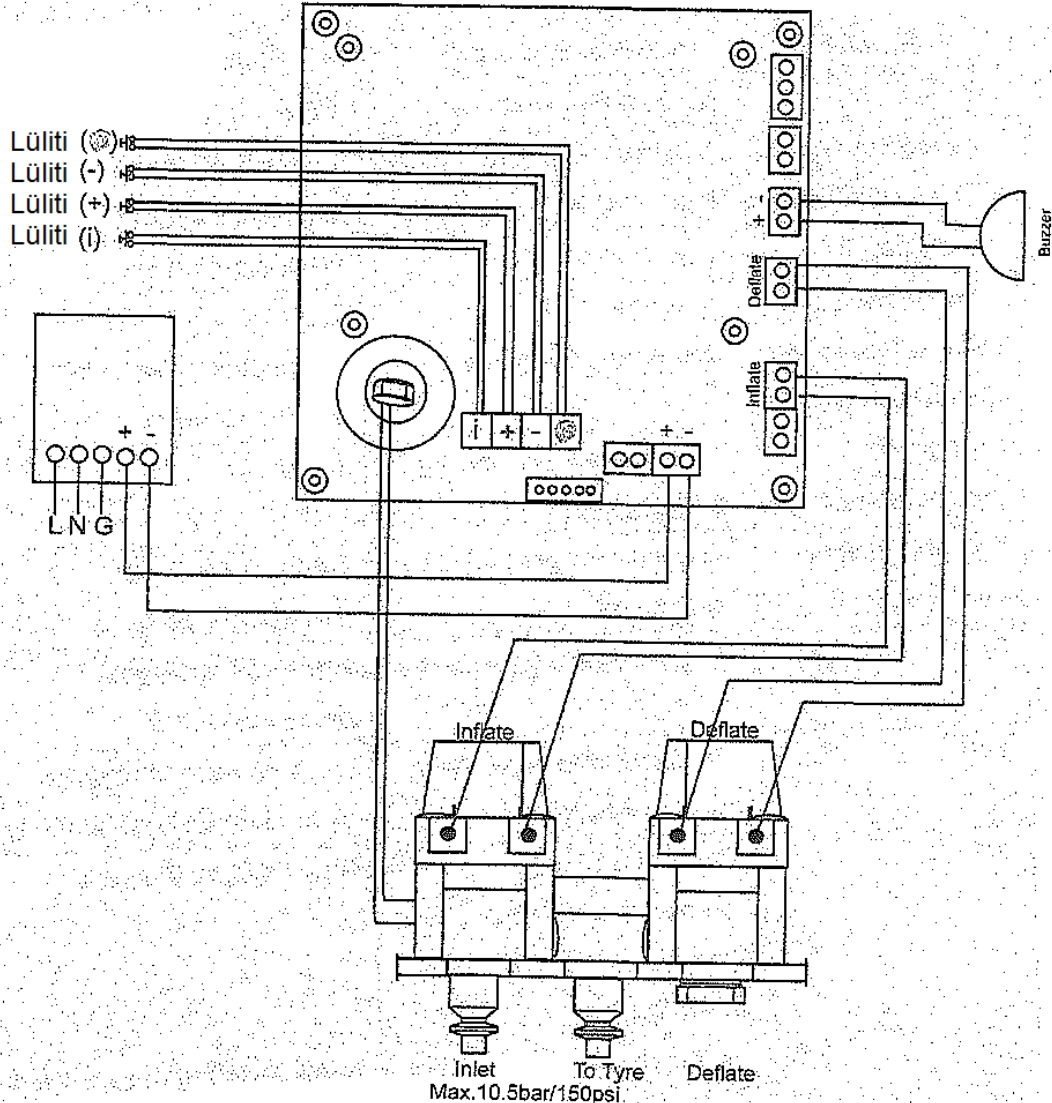 Lüliti ( )
Lüliti (-)
Lüliti (+)
Lüliti (i)
-
+
Buzzer
Deflate
Inflate
i + -
+ -
+ -
L N G
Inflate
Deflate
Inlet
To Tyre
Deflate
Max.10.5bar/150psi